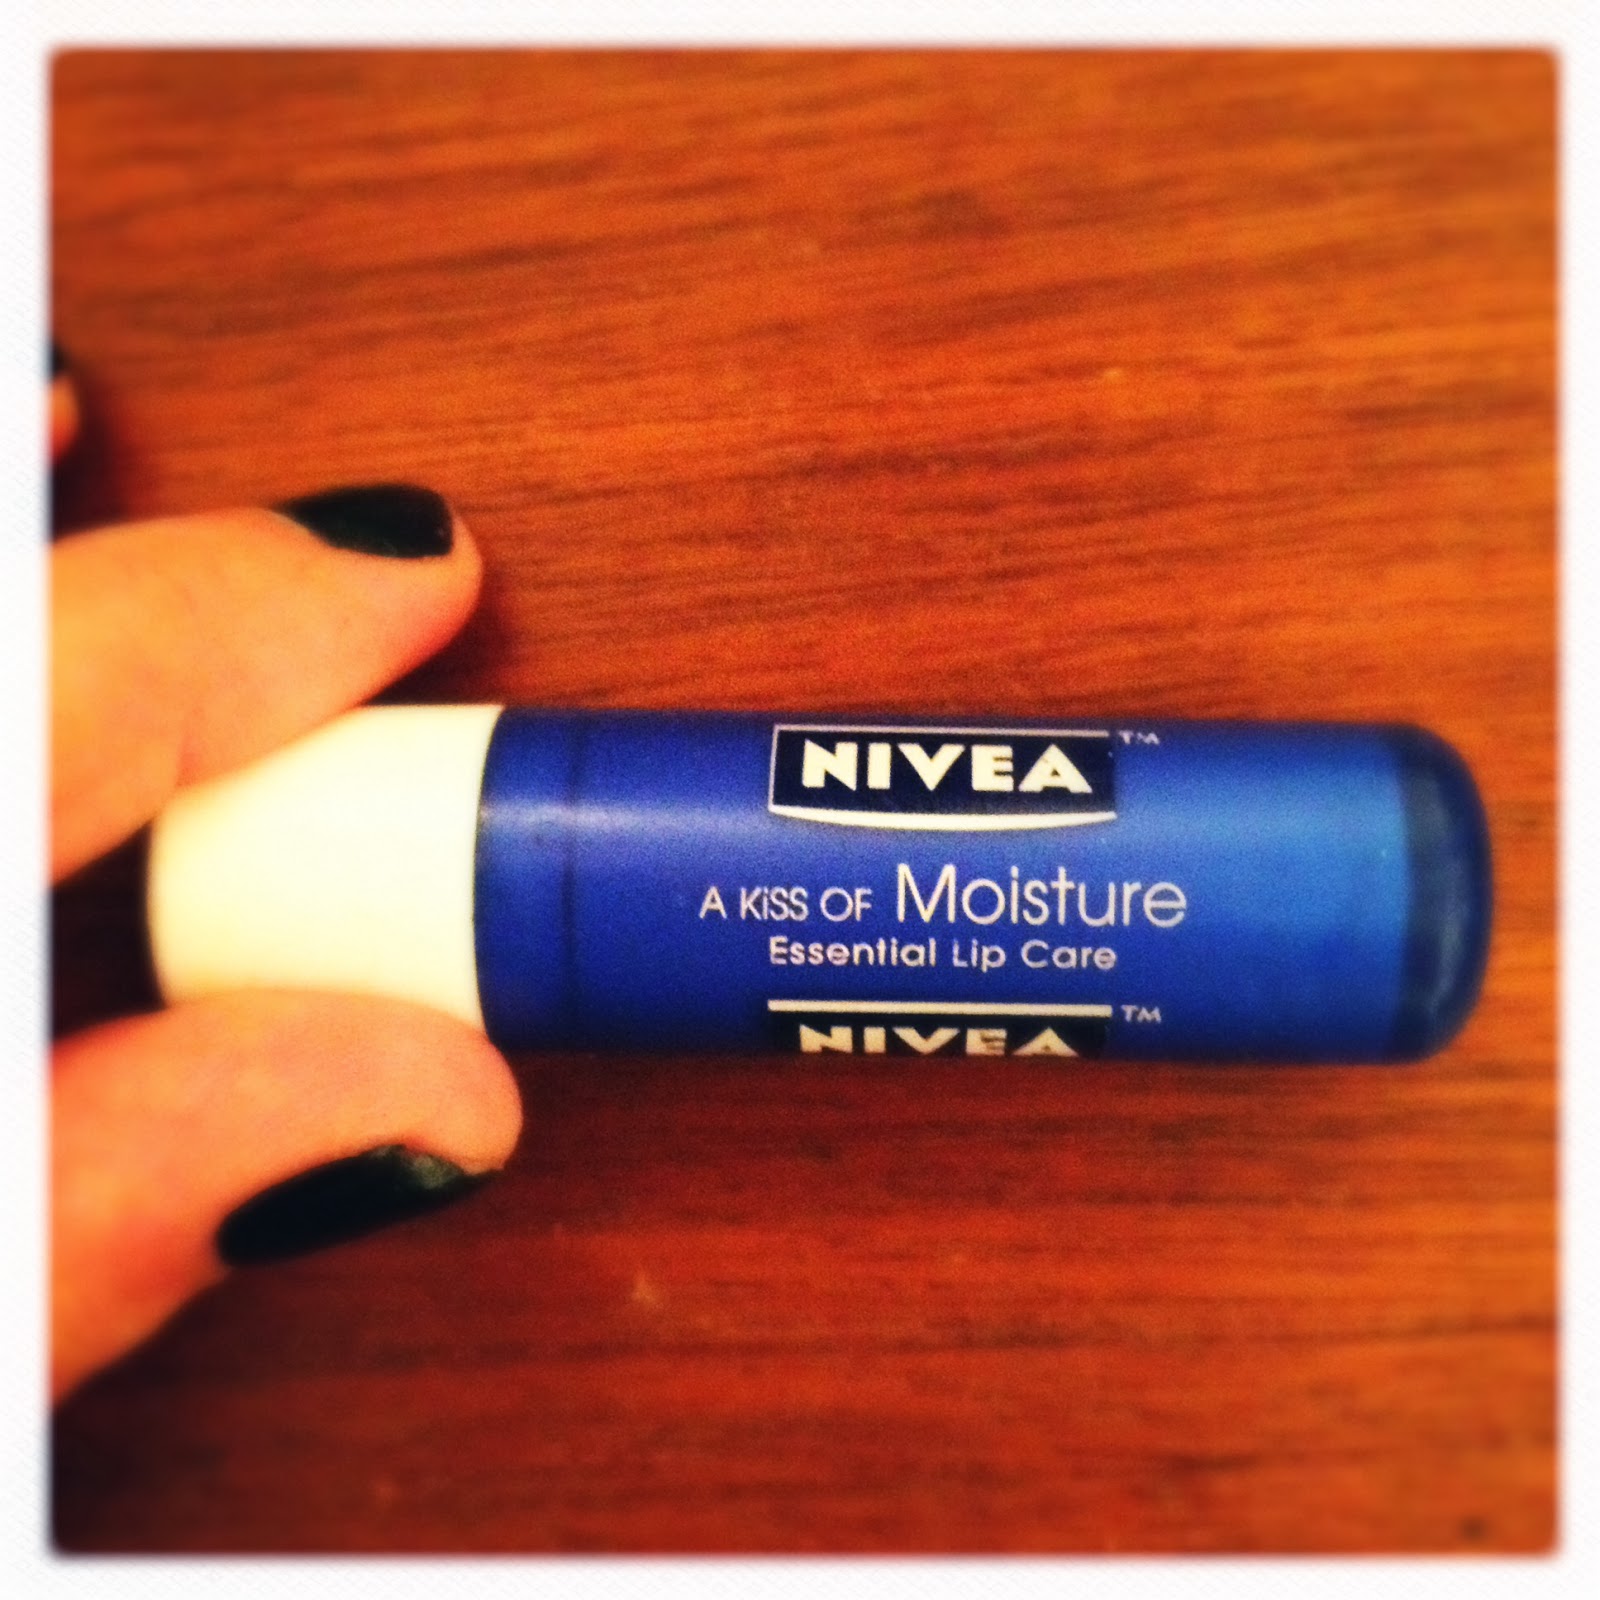 NIVEA™
A KiSS OF Moisture
Essential Lip Care
NIVEA™